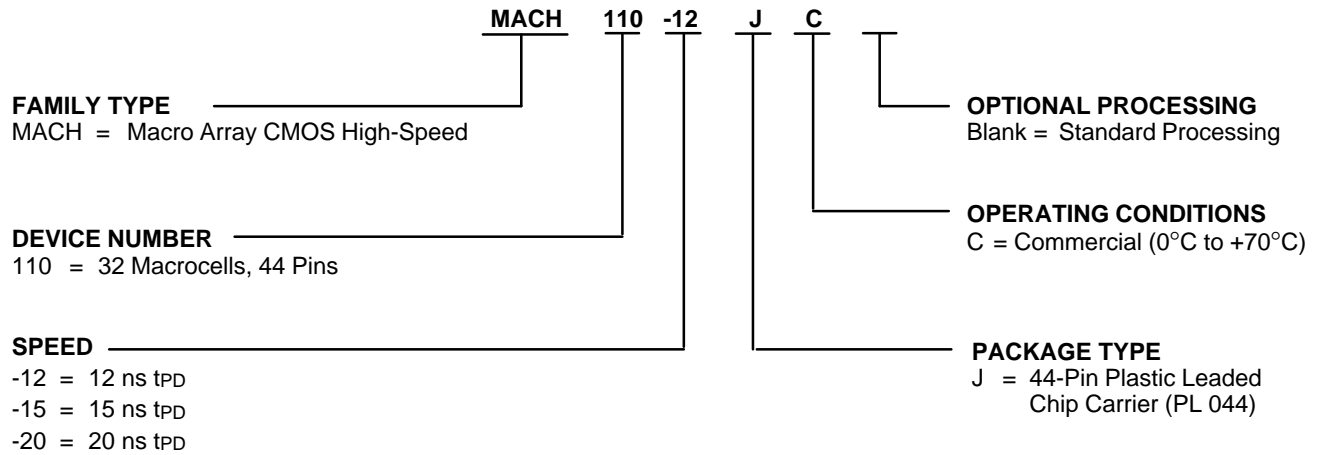 MACH 110 -12 J C
FAMILY TYPE
MACH = Macro Array CMOS High-Speed
DEVICE NUMBER
110 = 32 Macrocells, 44 Pins
SPEED
-12 = 12 ns tPD
-15 = 15 ns tPD
-20 = 20 ns tPD
OPTIONAL PROCESSING
Blank = Standard Processing
OPERATING CONDITIONS
C = Commercial (0°C to +70°C)
PACKAGE TYPE
J = 44-Pin Plastic Leaded
Chip Carrier (PL 044)